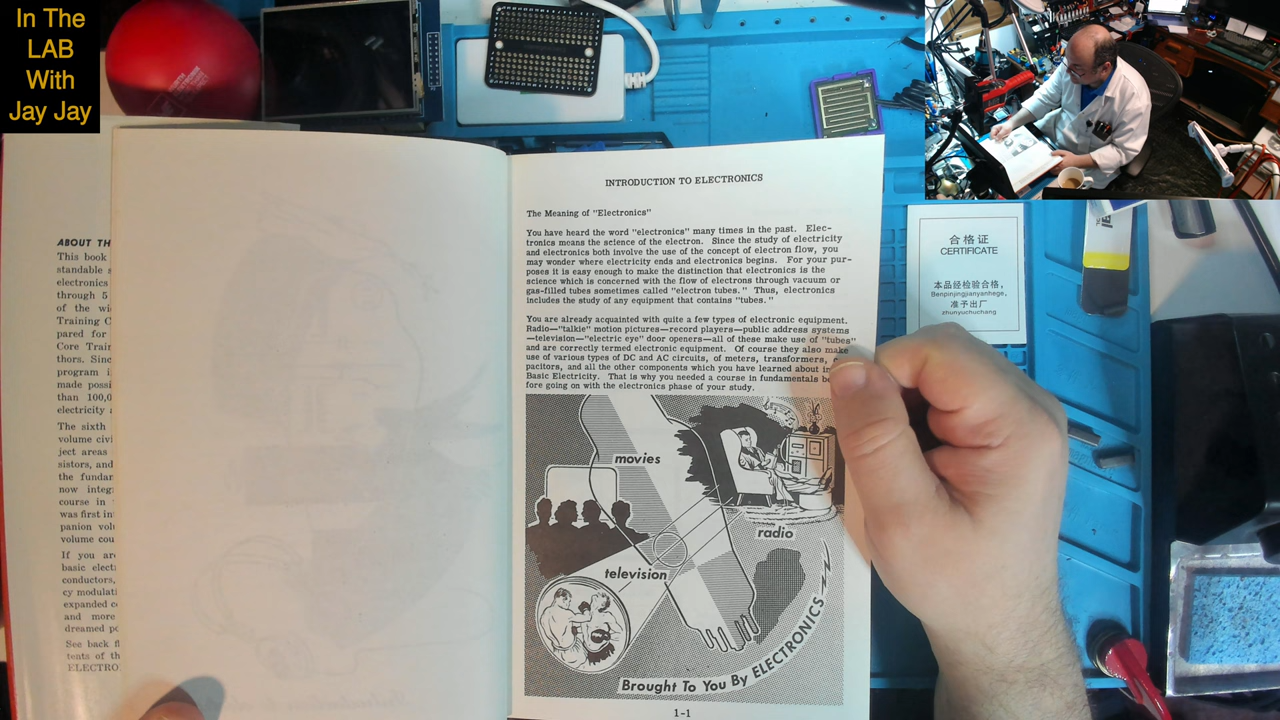 In The
LAB
With
Jay Jay
ABOUT TH
This book
standable
electronics
through 5
of the wi
Training C
pared for
Core Trai
thors. Sinc
program i
made possi
than 100,0
electricity
The sixth
volume civi
ject areas
sistors, and
the fundar
now integ
course in
was first in
panion vol
volume cou
If you are
basic elect
conductors,
cy modulati
expanded c
and more
dreamed po
See back f
tents of th
ELECTRO
INTRODUCTION TO ELECTRONICS
The Meaning of "Electronics"
You have heard the word "electronics" many times in the past. Elec-
tronics means the science of the electron. Since the study of electricity
and electronics both involve the use of the concept of electron flow, you
may wonder where electricity ends and electronics begins. For your pur-
poses it is easy enough to make the distinction that electronics is the
science which is concerned with the flow of electrons through vacuum or
gas-filled tubes sometimes called "electron tubes." Thus, electronics
includes the study of any equipment that contains "tubes."
You are already acquainted with quite a few types of electronic equipment.
Radio—"talkie" motion pictures—record players—public address systems
—television—"electric eye" door openers—all of these make use of "tubes"
and are correctly termed electronic equipment. Of course they also make
use of various types of DC and AC circuits, of meters, transformers,
pacitors, and all the other components which you have learned about in
Basic Electricity. That is why you needed a course in fundamentals be
fore going on with the electronics phase of your study.
movies
radio
television
Brought To You By ELECTRONICS
1-1
合格证
CERTIFICATE
本品经检验合格，
Benpinjingjianyanhege,
准予出厂
zhunyuchuchang